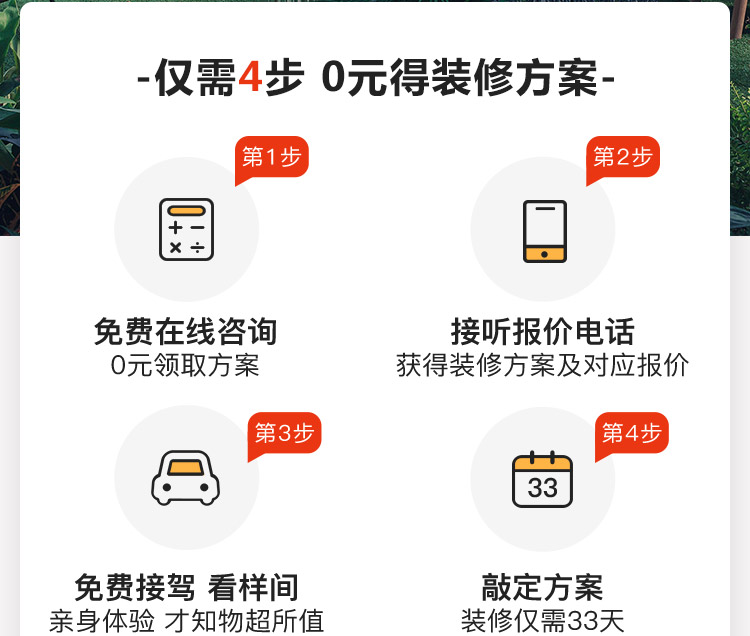 -仅需4步 0元得装修方案-
第1步
第2步
免费在线咨询
接听报价电话
0元领取方案
获得装修方案及对应报价
第3步
第4步
33
免费接驾 看样间
敲定方案
亲身体验 才知物超所值
装修仅需33天